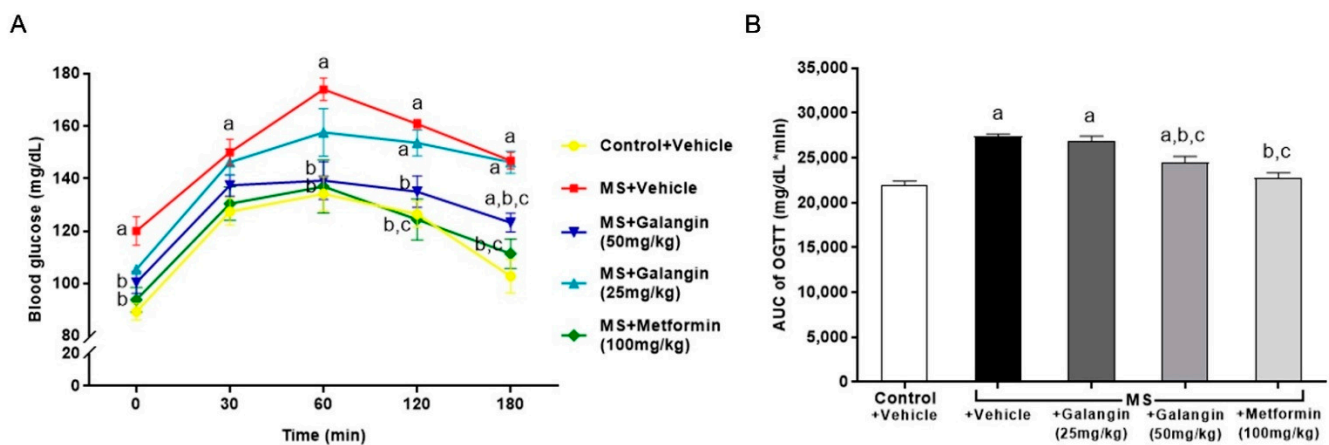 A
Blood glucose (mg/dL)
180
160
140
120
100
80
20
0
0 30 60 120 180
Time (min)
a
a
a
a
a
a
a
b
b
b
b
b
b,c
a,b,c
b,c
Control+Vehicle
MS+Vehicle
MS+Galangin
(50mg/kg)
MS+Galangin
(25mg/kg)
MS+Metformin
(100mg/kg)
B
AUC of OGTT (mg/dL *min)
35,000
30,000
25,000
20,000
15,000
10,000
5,000
0
a
a
a,b,c
b,c
Control
+Vehicle
MS
+Vehicle
+Galangin
(25mg/kg)
+Galangin
(50mg/kg)
+Metformin
(100mg/kg)